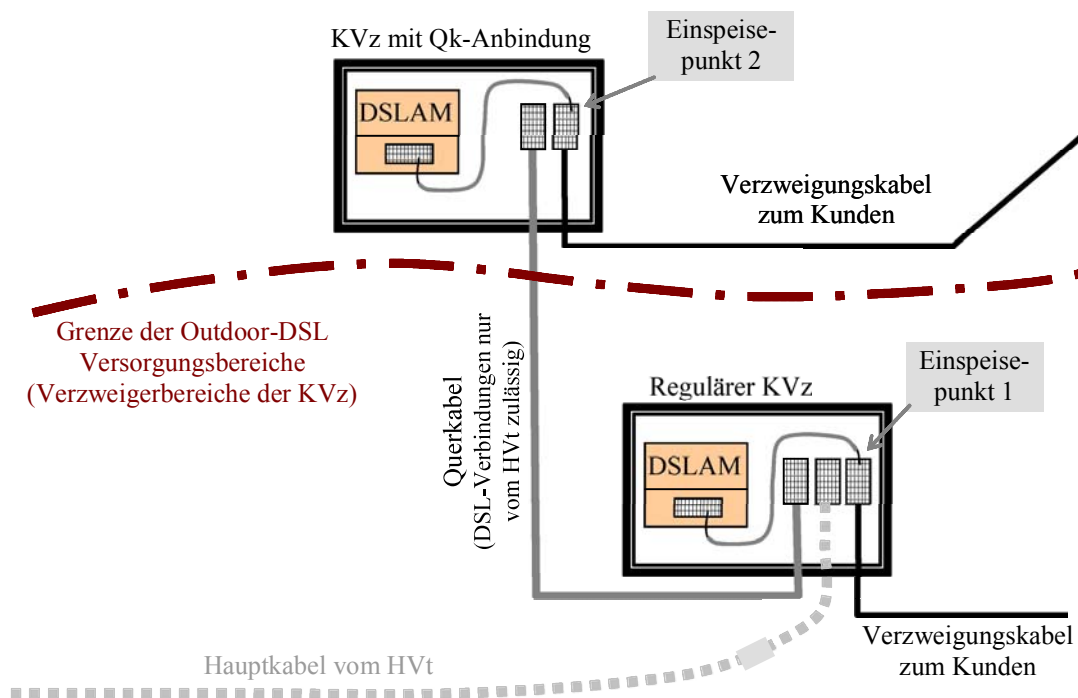 KVz mit Qk-Anbindung
Einspeise-
punkt 2
DSLAM
Verzweigungskabel
zum Kunden
Grenze der Outdoor-DSL
Versorgungsbereiche
(Verzweigerbereiche der KVz)
Querkabel
(DSL-Verbindungen nur
vom HVt zulässig)
Regulärer KVz
Einspeise-
punkt 1
DSLAM
Verzweigungskabel
zum Kunden
Hauptkabel vom HVt